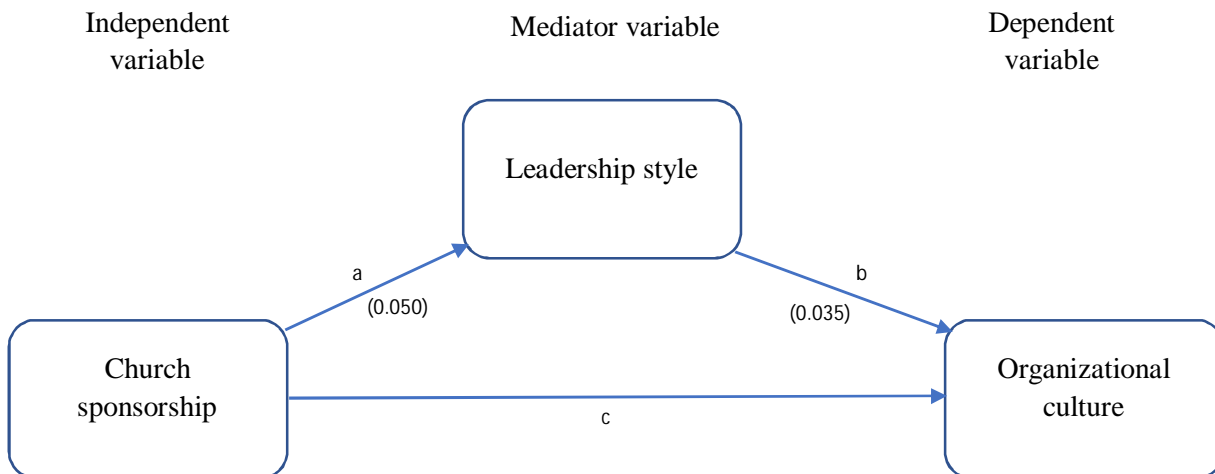 Independent
variable
Mediator variable
Dependent
variable
Leadership style
a
(0.050)
b
(0.035)
Church
sponsorship
c
Organizational
culture